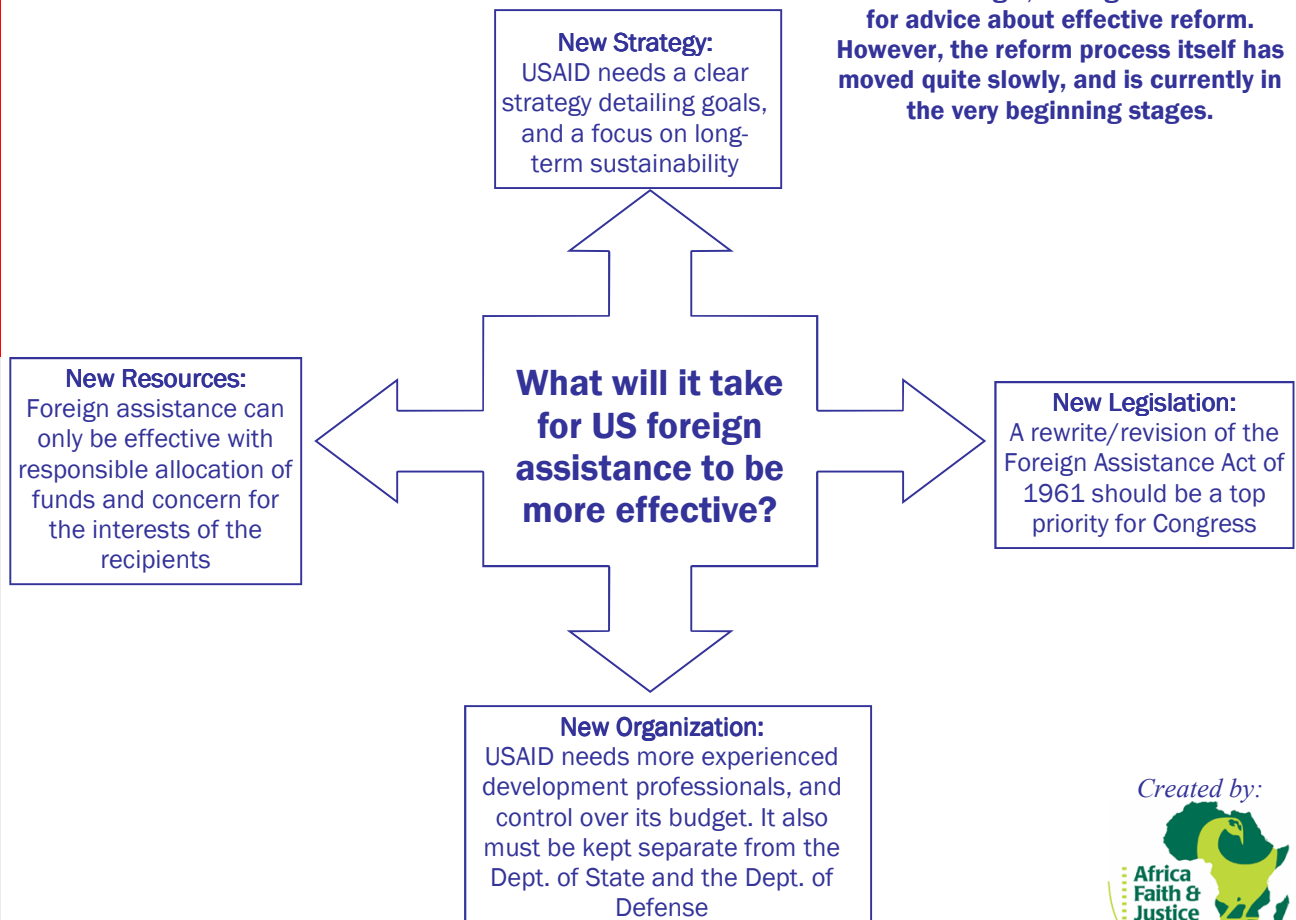 for advice about effective reform.
However, the reform process itself has
moved quite slowly, and is currently in
the very beginning stages.
New Strategy:
USAID needs a clear
strategy detailing goals,
and a focus on long-
term sustainability
What will it take
for US foreign
assistance to be
more effective?
New Resources:
Foreign assistance can
only be effective with
responsible allocation of
funds and concern for
the interests of the
recipients
New Legislation:
A rewrite/revision of the
Foreign Assistance Act of
1961 should be a top
priority for Congress
New Organization:
USAID needs more experienced
development professionals, and
control over its budget. It also
must be kept separate from the
Dept. of State and the Dept. of
Defense
Created by:
Africa
Faith &
Justice